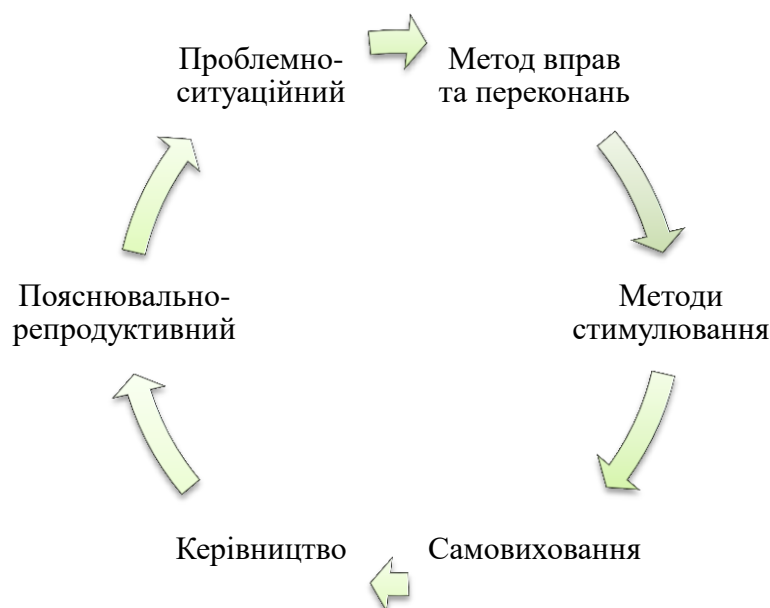 Проблемно-
ситуаційний
Метод вправ
та переконань
Методи
стимулювання
Самовиховання
Керівництво
Пояснювально-
репродуктивний